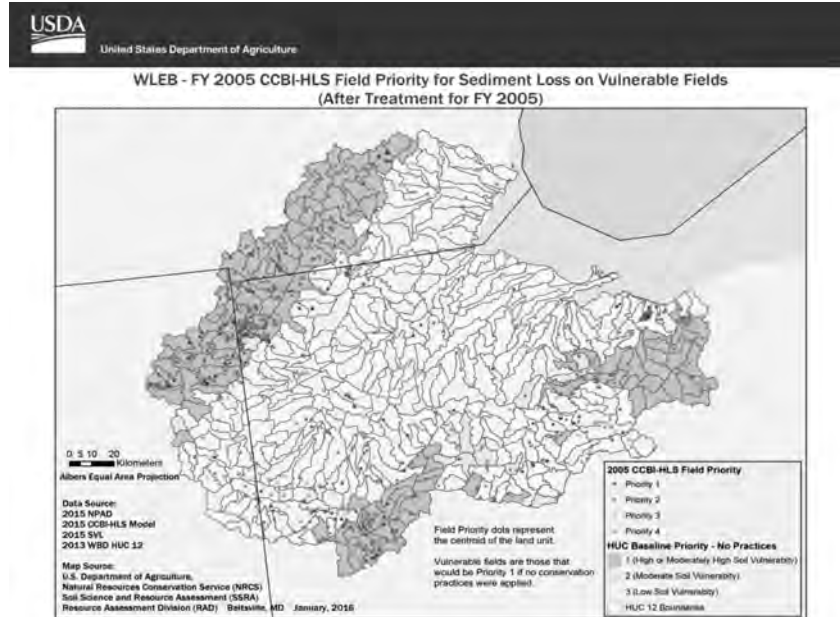 USDA
United States Department of Agriculture
WLEB - FY 2005 CCBI-HLS Field Priority for Sediment Loss on Vulnerable Fields
(After Treatment for FY 2005)
0 5 10 20
Kilometers
Albers Equal Area Projection
Data Source:
2015 NPAD
2015 CCBI-HLS Model
2015 SVL
2013 WBD HUC 12
Map Source:
U.S. Department of Agriculture,
Natural Resources Conservation Service (NRCS)
Soil Science and Resource Assessment (SSRA)
Resource Assessment Division (RAD) Beltsville, MD January, 2016
Field Priority dots represent
the centroid of the land unit.
Vulnerable fields are those that
would be Priority 1 if no conservation
practices were applied.
2005 CCBI-HLS Field Priority
Priority 1
Priority 2
Priority 3
Priority 4
HUC Baseline Priority - No Practices
1 (High or Moderately High Soil Vulnerability)
2 (Moderate Soil Vulnerability)
3 (Low Soil Vulnerability)
HUC 12 Boundaries